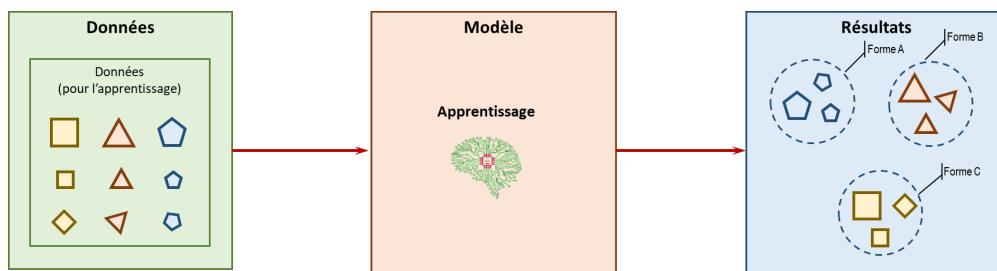 Données
Données
(pour l'apprentissage)
Modèle
Apprentissage
Résultats
Forme A
Forme B
Forme C